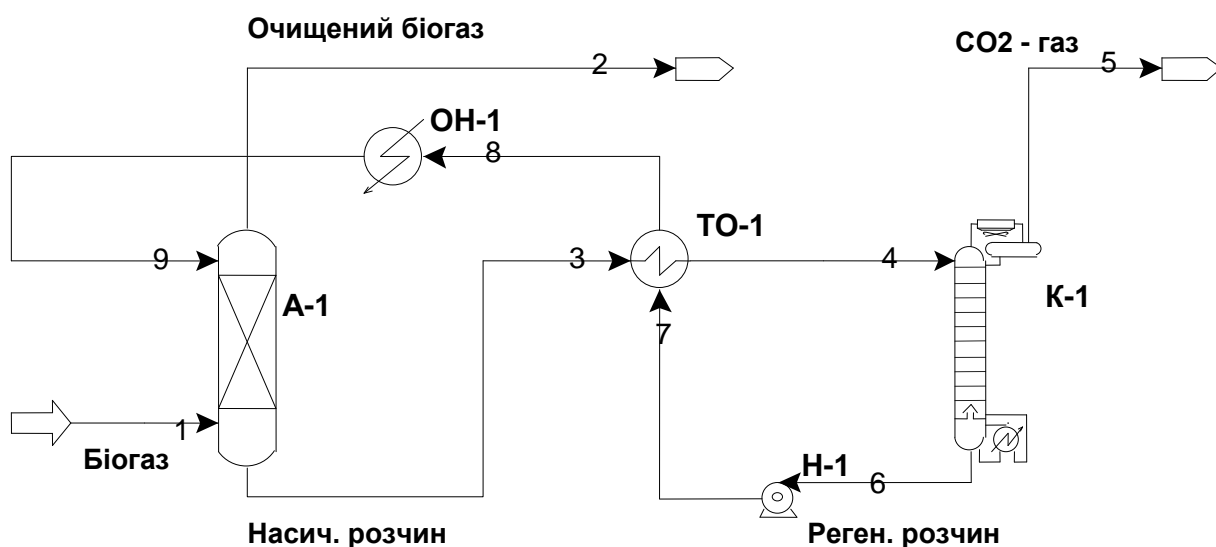 Очищений біогаз
СО2 - газ
2
5
ОН-1
8
ТО-1
9
3
4
А-1
К-1
7
1
Біогаз
Н-1
6
Насич. розчин
Реген. розчин